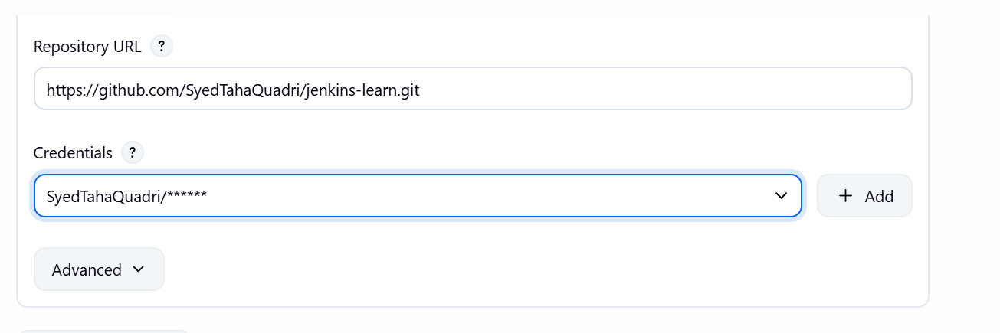 Repository URL ?
https://github.com/SyedTahaQuadri/jenkins-learn.git
Credentials ?
SyedTahaQuadri/******
+ Add
Advanced